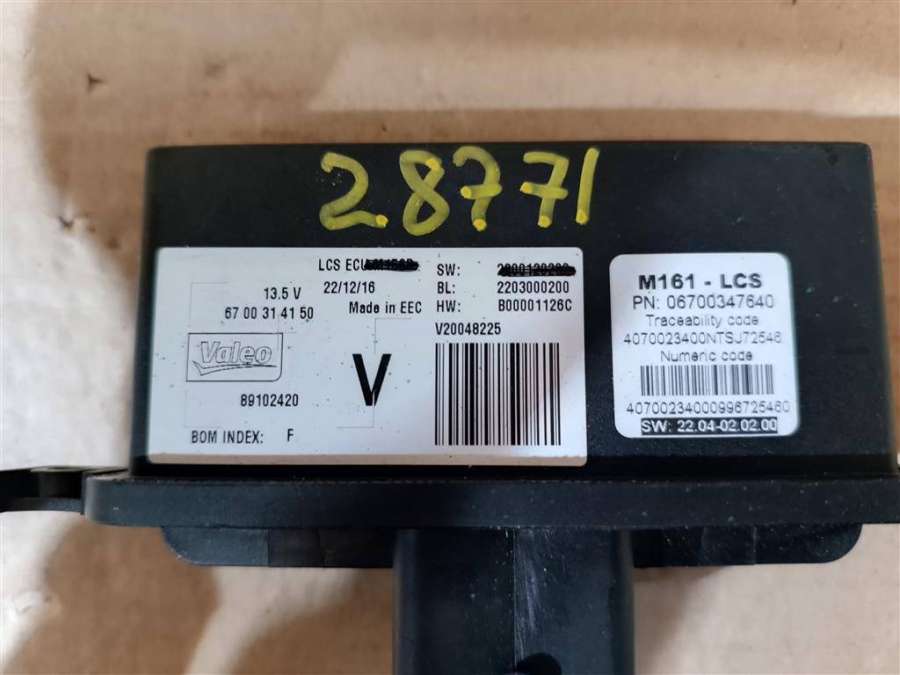 28771
LCS ECU
22/12/16
Made in EEC
13.5 V
67 00 31 41 50
Valeo
89102420
BOM INDEX: F
V
SW:
BL: 2203000200
HW: B00001126C
V20048225
M161 - LCS
PN: 06700347640
Traceability code
4070023400NTSJ72546
Numeric code
40700234000996725460
SW: 22.04-02.02.00